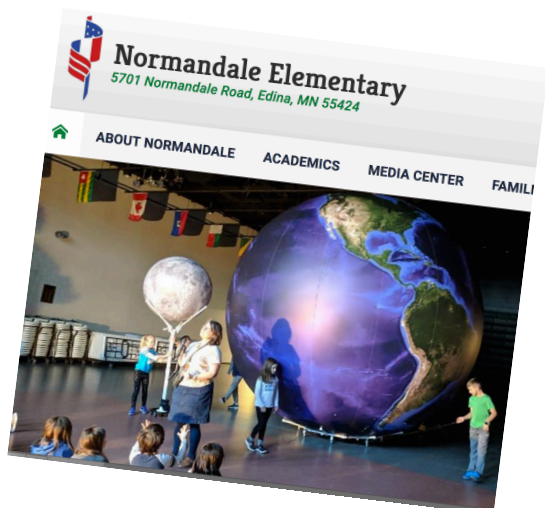 Normandale Elementary
5701 Normandale Road, Edina, MN 55424
ABOUT NORMANDALE ACADEMICS MEDIA CENTER